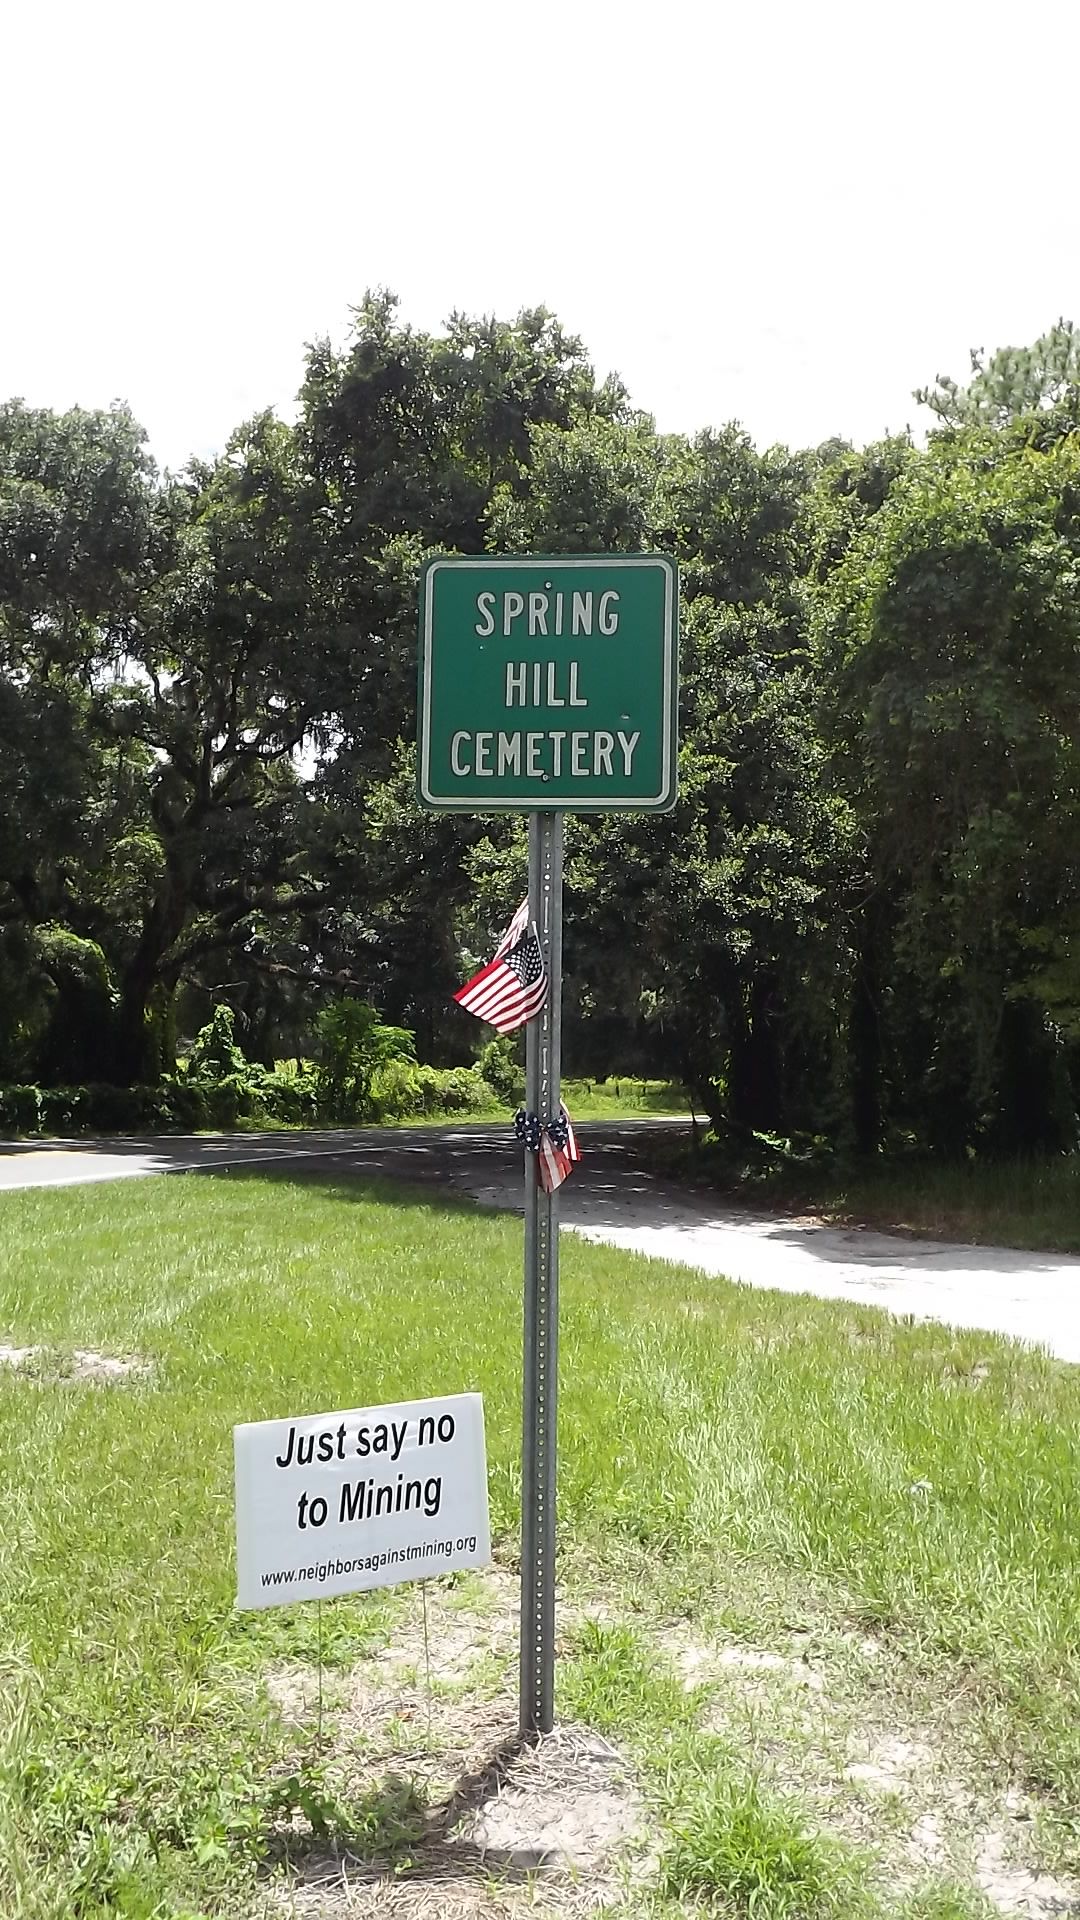 SPRING
HILL
CEMETERY
Just say no
to Mining
www.neighborsagainstmining.org